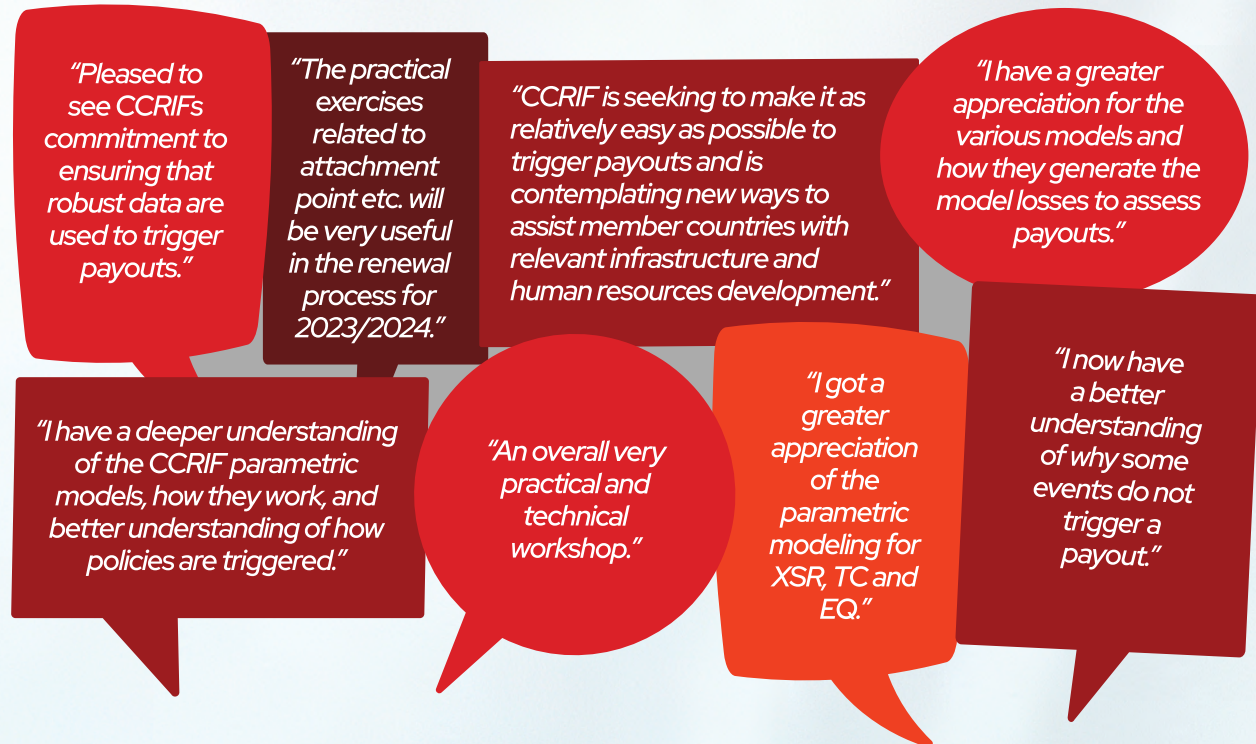 “Pleased to
see CCRIFs
commitment to
ensuring that
robust data are
used to trigger
payouts.”
“The practical
exercises
related to
attachment
point etc. will
be very useful
in the renewal
process for
2023/2024.”
“CCRIF is seeking to make it as
relatively easy as possible to
trigger payouts and is
contemplating new ways to
assist member countries with
relevant infrastructure and
human resources development.”
“I have a greater
appreciation for the
various models and
how they generate the
model losses to assess
payouts.”
“I have a deeper understanding
of the CCRIF parametric
models, how they work, and
better understanding of how
policies are triggered.”
“An overall very
practical and
technical
workshop.”
“I got a
greater
appreciation
of the
parametric
modeling for
XSR, TC and
EQ.”
“I now have
a better
understanding
of why some
events do not
trigger a
payout.”